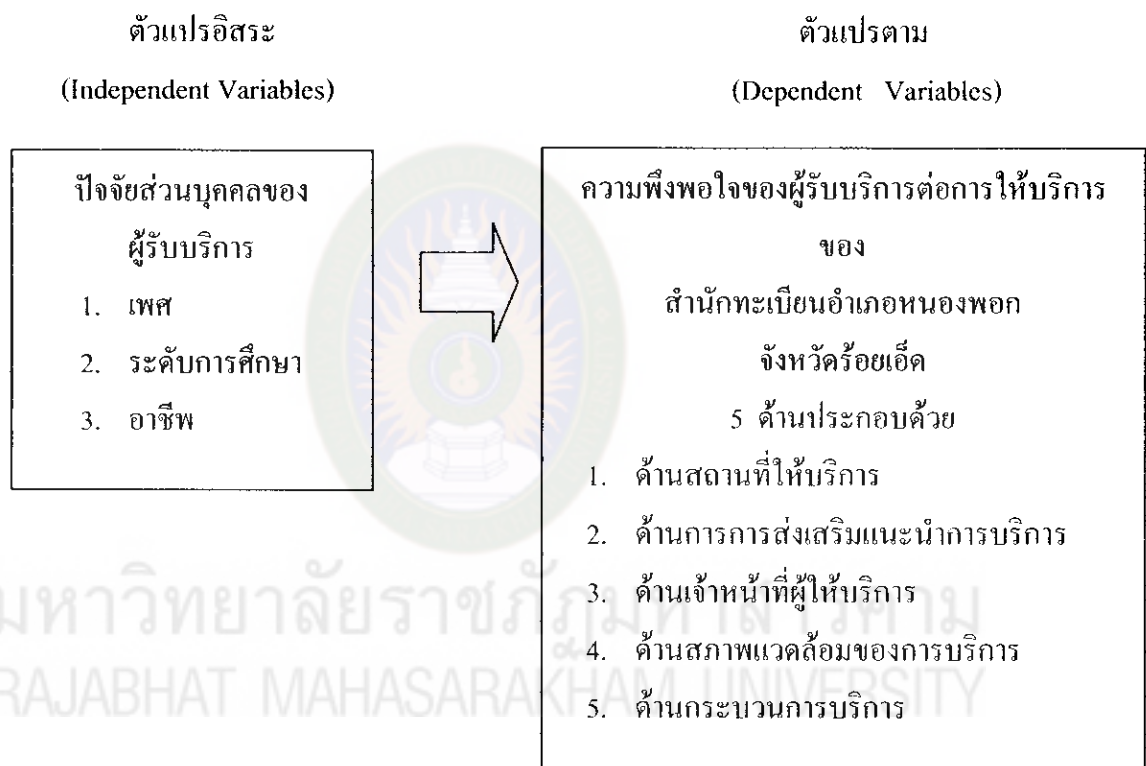 ตัวแปรอิสระ
(Independent Variables)
ปัจจัยส่วนบุคคลของ
ผู้รับบริการ
1. เพศ
2. ระดับการศึกษา
3. อาชีพ
ตัวแปรตาม
(Dependent Variables)
ความพึงพอใจของผู้รับบริการต่อการให้บริการ
ของ
สำนักทะเบียนอำเภอหนองพอก
จังหวัดร้อยเอ็ด
5 ด้านประกอบด้วย
1. ด้านสถานที่ให้บริการ
2. ด้านการการส่งเสริมแนะนำการบริการ
3. ด้านเจ้าหน้าที่ผู้ให้บริการ
4. ด้านสภาพแวดล้อมของการบริการ
5. ด้านกระบวนการบริการ
มหาวิทยาลัยราชภัฏมหาสารคาม
RAJABHAT MAHASARAKHAM UNIVERSITY